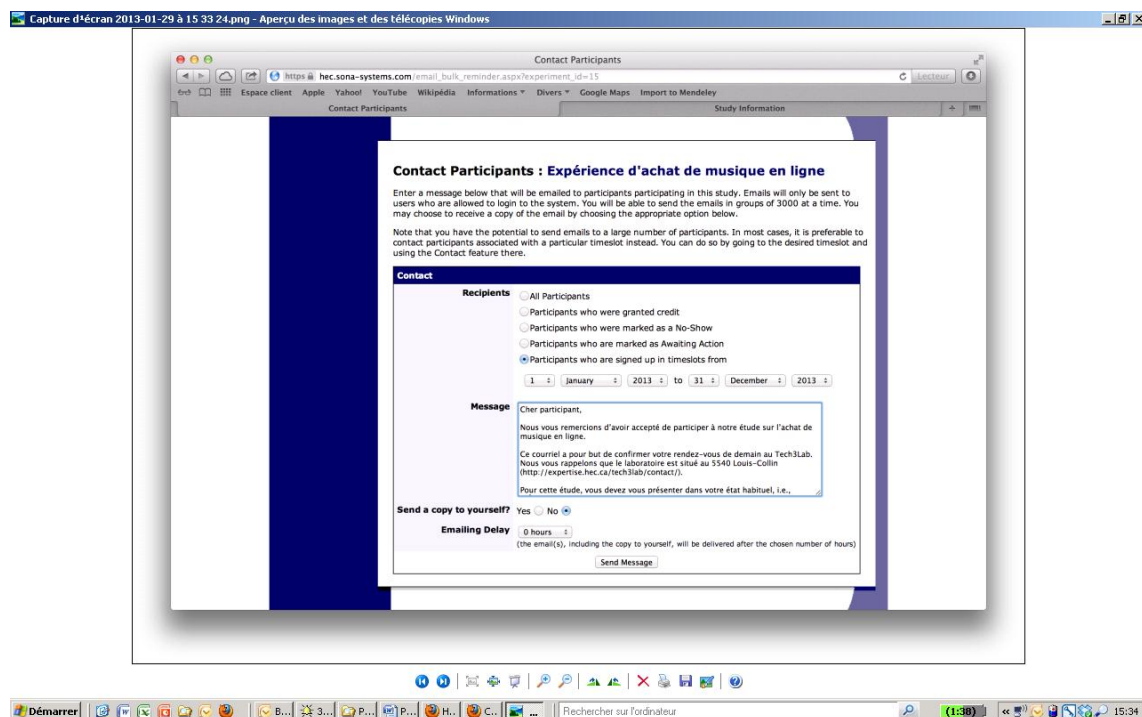 Capture d'écran 2013-01-29 à 15 33 24.png - Aperçu des images et des télécopies Windows
Contact Participants
https hec.sona-systems.com/email_bulk_reminder.aspx?experiment_id=15
Lecteur
Espace client Apple Yahoo! YouTube Wikipédia Informations Divers Google Maps Import to Mendeley
Contact Participants Study Information
Contact Participants : Expérience d'achat de musique en ligne
Enter a message below that will be emailed to participants participating in this study. Emails will only be sent to
users who are allowed to login to the system. You will be able to send the emails in groups of 3000 at a time. You
may choose to receive a copy of the email by choosing the appropriate option below.
Note that you have the potential to send emails to a large number of participants. In most cases, it is preferable to
contact participants associated with a particular timeslot instead. You can do so by going to the desired timeslot and
using the Contact feature there.
Contact
Recipients All Participants
Participants who were granted credit
Participants who were marked as a No-Show
Participants who are marked as Awaiting Action
Participants who are signed up in timeslots from
1 January 2013 to 31 December 2013
Message Cher participant,
Nous vous remercions d'avoir accepté de participer à notre étude sur l'achat de
musique en ligne.
Ce courriel a pour but de confirmer votre rendez-vous de demain au Tech3Lab.
Nous vous rappelons que le laboratoire est situé au 5540 Louis-Collin
(http://expertise.hec.ca/tech3lab/contact/).
Pour cette étude, vous devez vous présenter dans votre état habituel, i.e.,
Send a copy to yourself? Yes No
Emailing Delay 0 hours
(the email(s), including the copy to yourself, will be delivered after the chosen number of hours)
Send Message
Démarrer B... 3... P... P... H.. C.. ... Rechercher sur l'ordinateur (1:38) « 15:34